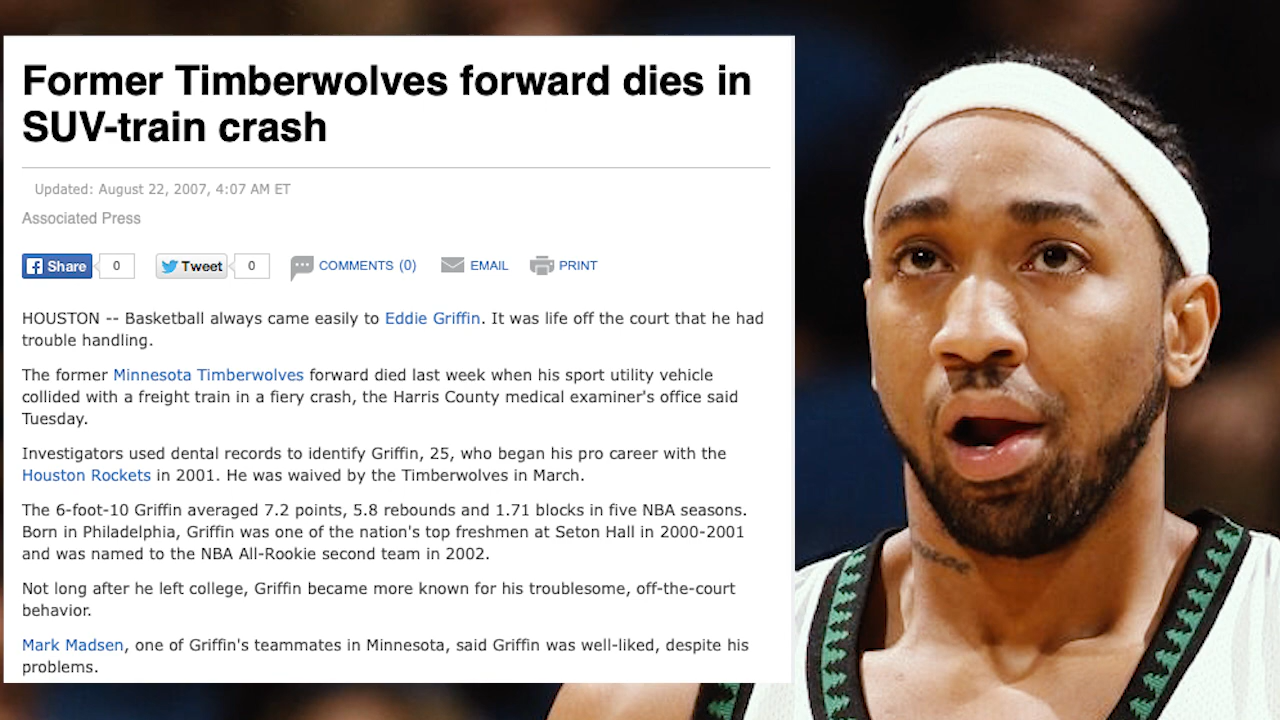 Former Timberwolves forward dies in
SUV-train crash
Updated: August 22, 2007, 4:07 AM ET
Associated Press
Share 0 Tweet 0 COMMENTS (0) EMAIL PRINT
HOUSTON -- Basketball always came easily to Eddie Griffin. It was life off the court that he had
trouble handling.
The former Minnesota Timberwolves forward died last week when his sport utility vehicle
collided with a freight train in a fiery crash, the Harris County medical examiner's office said
Tuesday.
Investigators used dental records to identify Griffin, 25, who began his pro career with the
Houston Rockets in 2001. He was waived by the Timberwolves in March.
The 6-foot-10 Griffin averaged 7.2 points, 5.8 rebounds and 1.71 blocks in five NBA seasons.
Born in Philadelphia, Griffin was one of the nation's top freshmen at Seton Hall in 2000-2001
and was named to the NBA All-Rookie second team in 2002.
Not long after he left college, Griffin became more known for his troublesome, off-the-court
behavior.
Mark Madsen, one of Griffin's teammates in Minnesota, said Griffin was well-liked, despite his
problems.